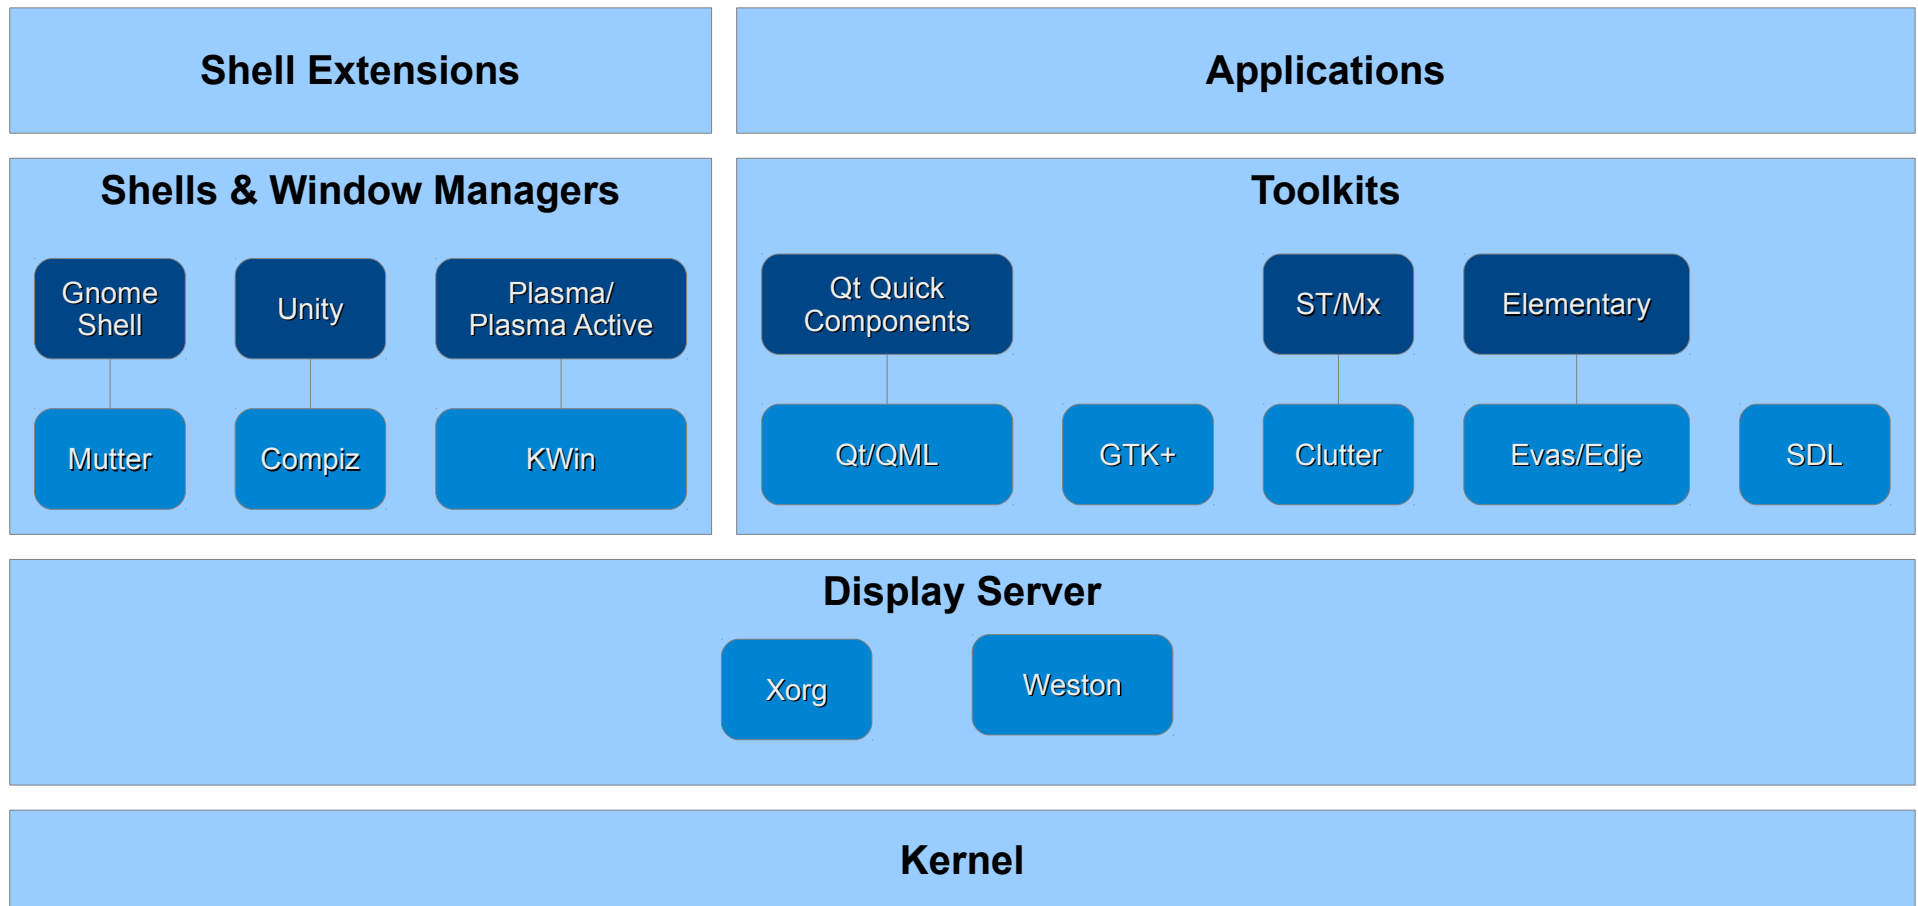 Shell Extensions
Applications
Shells & Window Managers
Gnome
Shell
Unity
Plasma/
Plasma Active
Mutter
Compiz
KWin
Toolkits
Qt Quick
Components
ST/Mx
Elementary
Qt/QML
GTK+
Clutter
Evas/Edje
SDL
Display Server
Xorg
Weston
Kernel